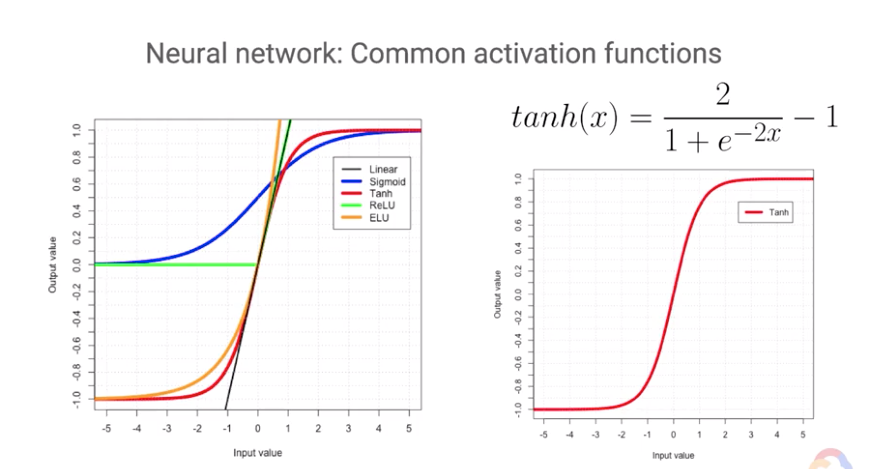 Neural network: Common activation functions
tanh(x) = 2 / (1 + e^{-2x}) - 1
Output value
1.0
0.8
0.6
0.4
0.2
0.0
-0.2
-0.4
-0.6
-0.8
-1.0
Linear
Sigmoid
Tanh
ReLU
ELU
-5 -4 -3 -2 -1 0 1 2 3 4 5
Input value
Output value
1.0
0.8
0.6
0.4
0.2
0.0
-0.2
-0.4
-0.6
-0.8
-1.0
Tanh
-5 -4 -3 -2 -1 0 1 2 3 4 5
Input value